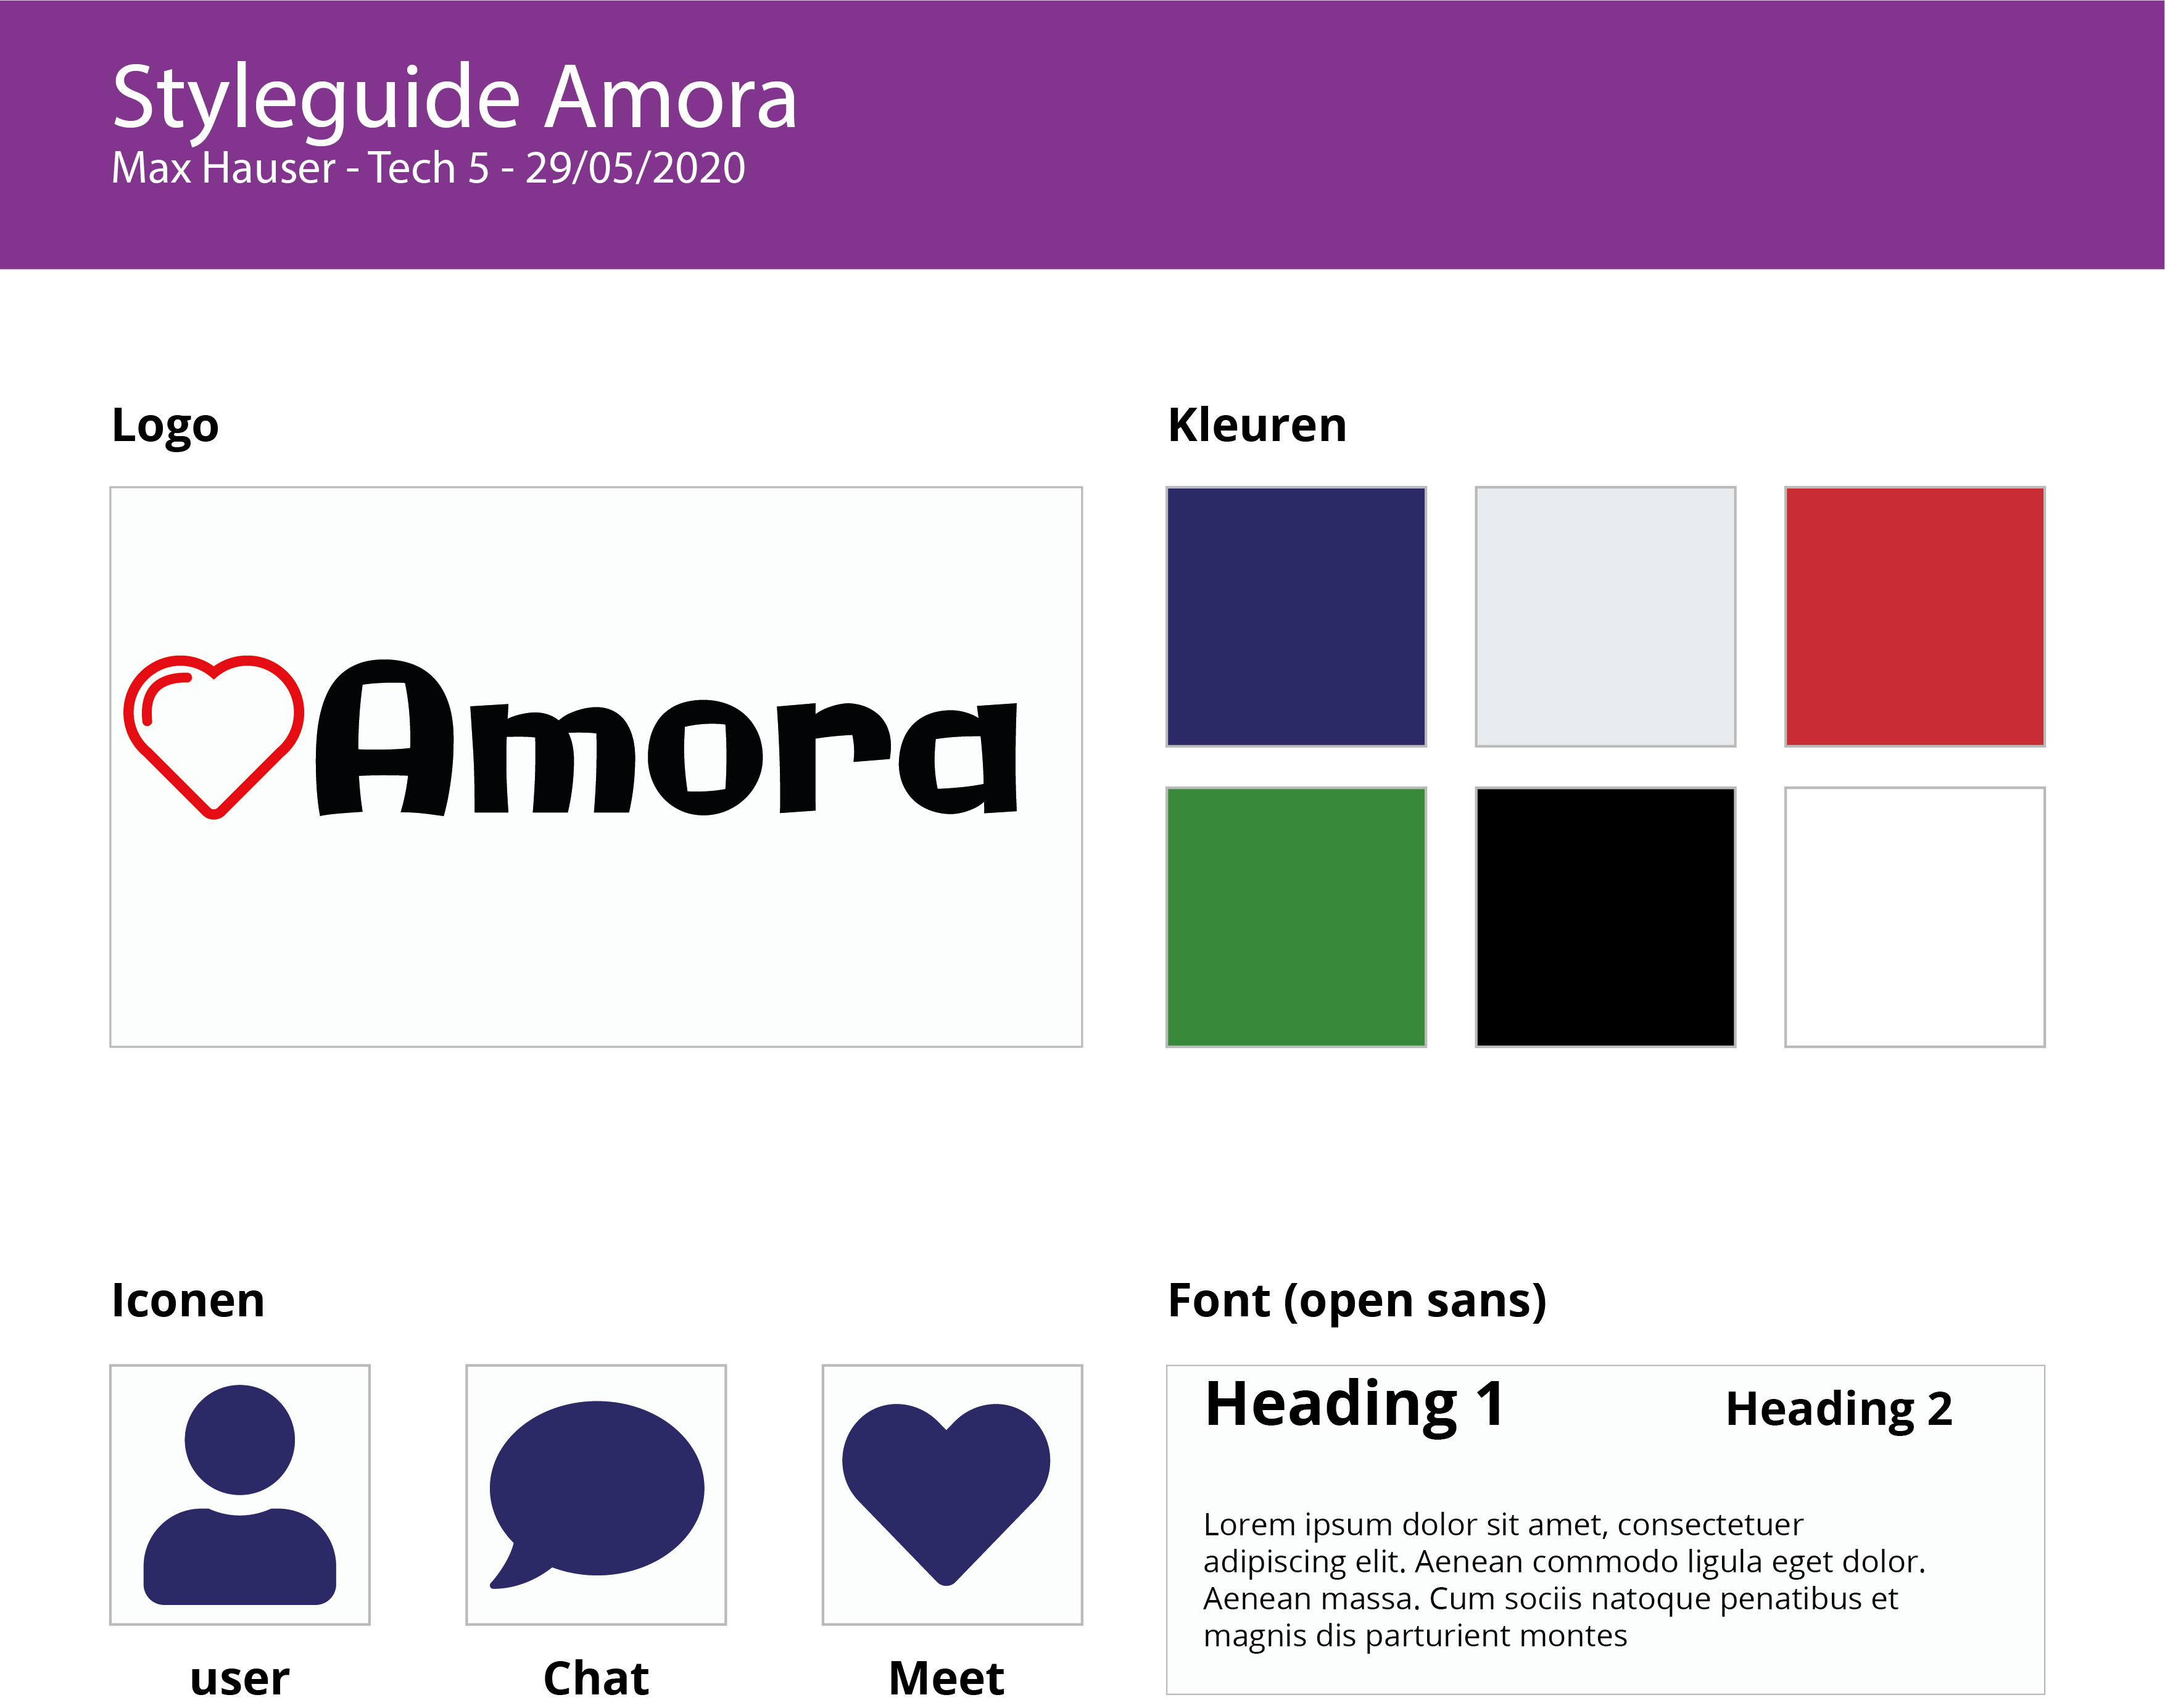 Styleguide Amora
Max Hauser - Tech 5 - 29/05/2020
Logo
Amora
Kleuren
Iconen
user
Chat
Meet
Font (open sans)
Heading 1
Heading 2
Lorem ipsum dolor sit amet, consectetuer
adipiscing elit. Aenean commodo ligula eget dolor.
Aenean massa. Cum sociis natoque penatibus et
magnis dis parturient montes